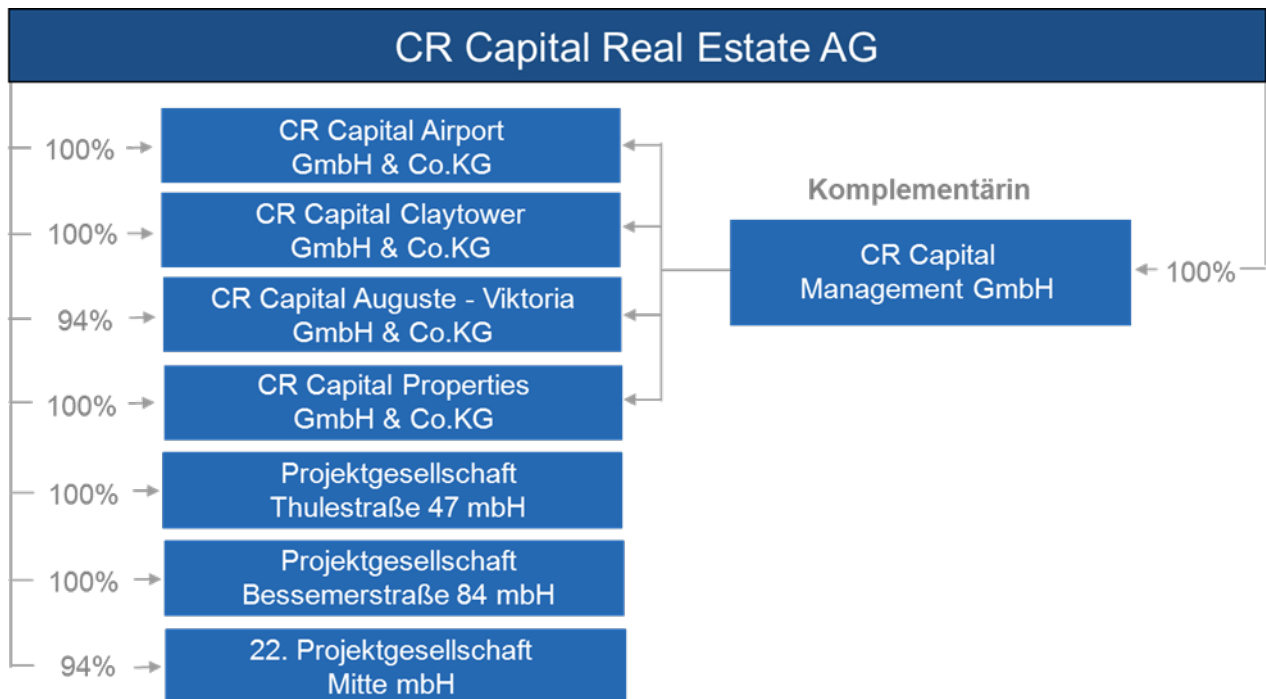 CR Capital Real Estate AG
100%
CR Capital Airport
GmbH & Co.KG
100%
CR Capital Claytower
GmbH & Co.KG
94%
CR Capital Auguste - Viktoria
GmbH & Co.KG
100%
CR Capital Properties
GmbH & Co.KG
100%
Projektgesellschaft
Thulestraße 47 mbH
100%
Projektgesellschaft
Bessemerstraße 84 mbH
94%
22. Projektgesellschaft
Mitte mbH
Komplementärin
CR Capital
Management GmbH
100%